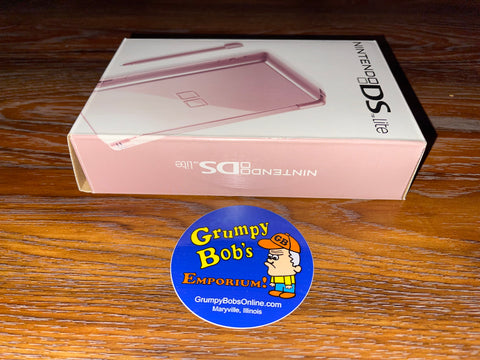 NINTENDO DS Lite
NINTENDO DS Lite
Grumpy
Bob's
GB
EMPORIUM!
GrumpyBobsOnline.com
Maryville, Illinois